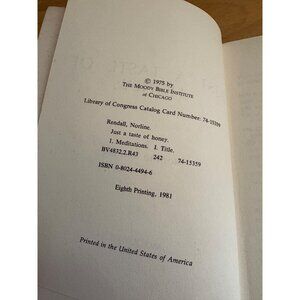 © 1975 by
THE MOODY BIBLE INSTITUTE
OF CHICAGO
Library of Congress Catalog Card Number: 74-15359
Rendall, Norline.
Just a taste of honey.
1. Meditations. I. Title.
BV4832.2.R43 242 74-15359
ISBN 0-8024-4494-6
Eighth Printing, 1981
Printed in the United States of America